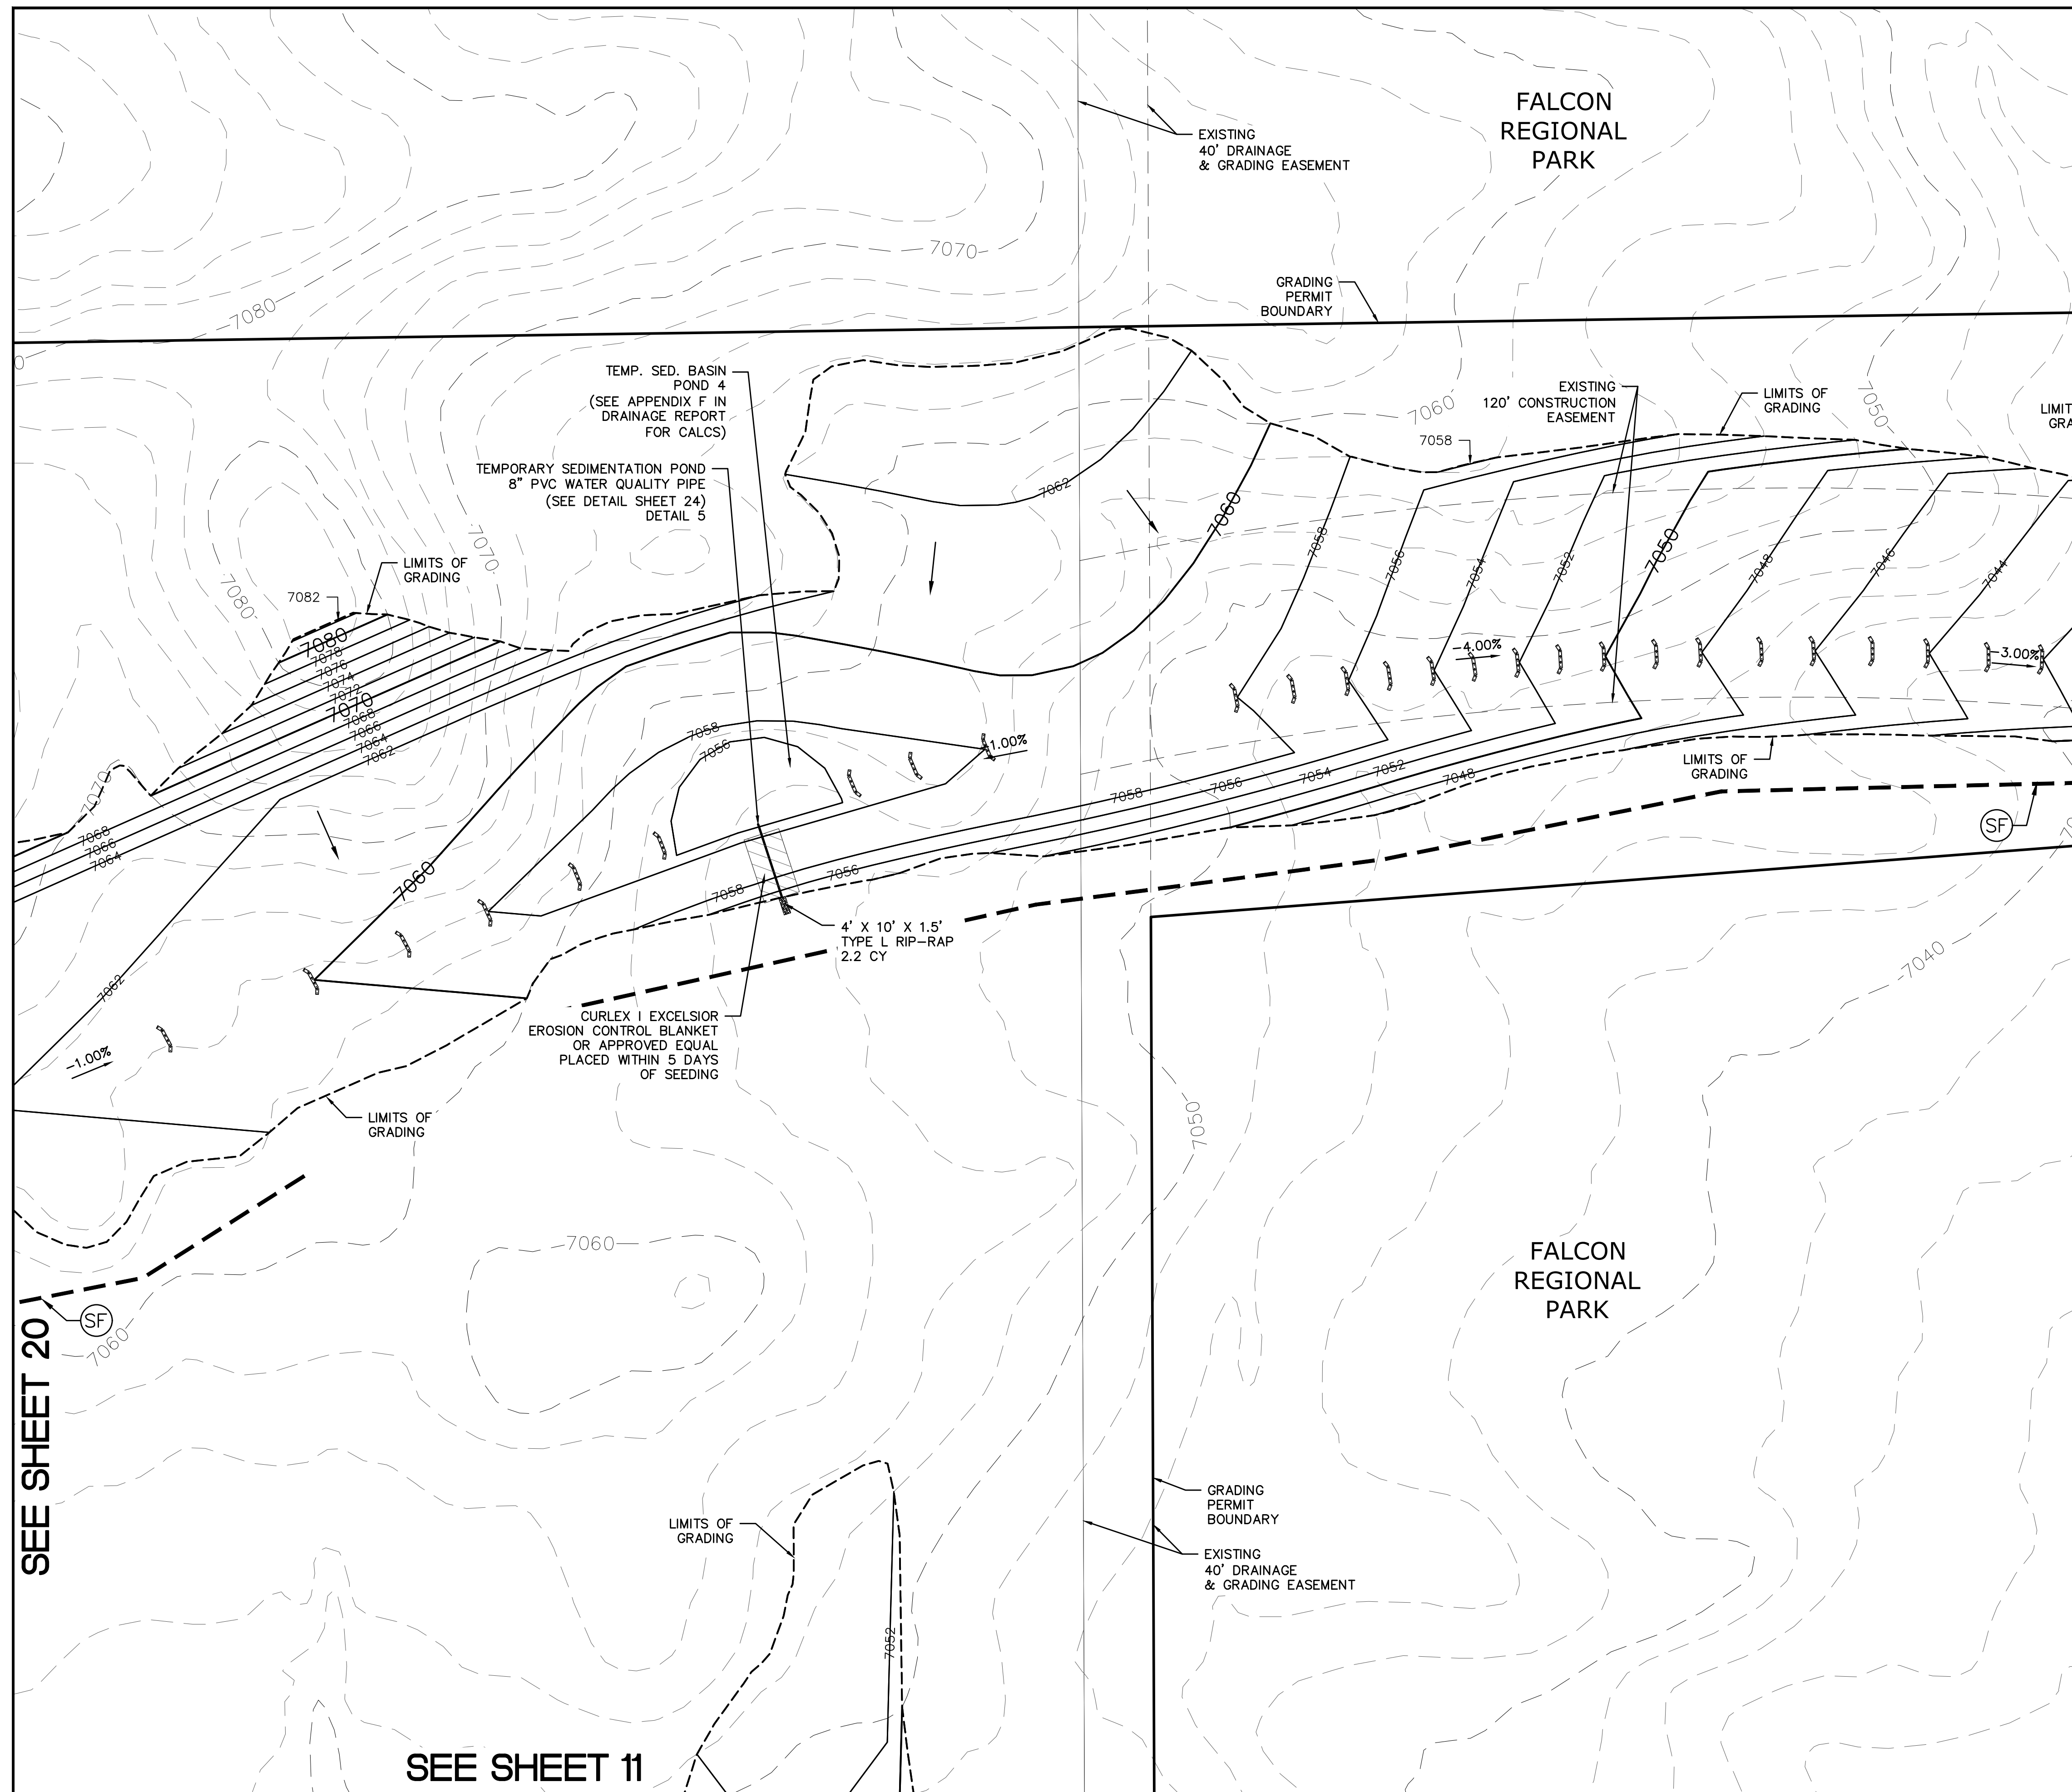 FALCON
REGIONAL
PARK
EXISTING
40' DRAINAGE
& GRADING EASEMENT
7070
7080
GRADING
PERMIT
BOUNDARY
TEMP. SED. BASIN
POND 4
(SEE APPENDIX F IN
DRAINAGE REPORT
FOR CALCS)
EXISTING
120' CONSTRUCTION
EASEMENT
LIMITS OF
GRADING
7060
7050
7058
TEMPORARY SEDIMENTATION POND
8" PVC WATER QUALITY PIPE
(SEE DETAIL SHEET 24)
DETAIL 5
7062
7060
7058
7056
7054
7052
7050
7048
7046
7044
7070
LIMITS OF
GRADING
7080
7082
7080
7078
7076
7074
7072
7070
7068
7066
7064
7062
-4.00%
-3.00%
7058
7056
1.00%
LIMITS OF
GRADING
7070
7058
7056
7054
7052
7048
7068
7066
7064
SF
7060
7058
7056
4' X 10' X 1.5'
TYPE L RIP-RAP
2.2 CY
7040
7062
CURLEX I EXCELSIOR
EROSION CONTROL BLANKET
OR APPROVED EQUAL
PLACED WITHIN 5 DAYS
OF SEEDING
-1.00%
LIMITS OF
GRADING
7050
7060
FALCON
REGIONAL
PARK
SF
7060
SEE SHEET 20
GRADING
PERMIT
BOUNDARY
LIMITS OF
GRADING
EXISTING
40' DRAINAGE
& GRADING EASEMENT
7052
SEE SHEET 11